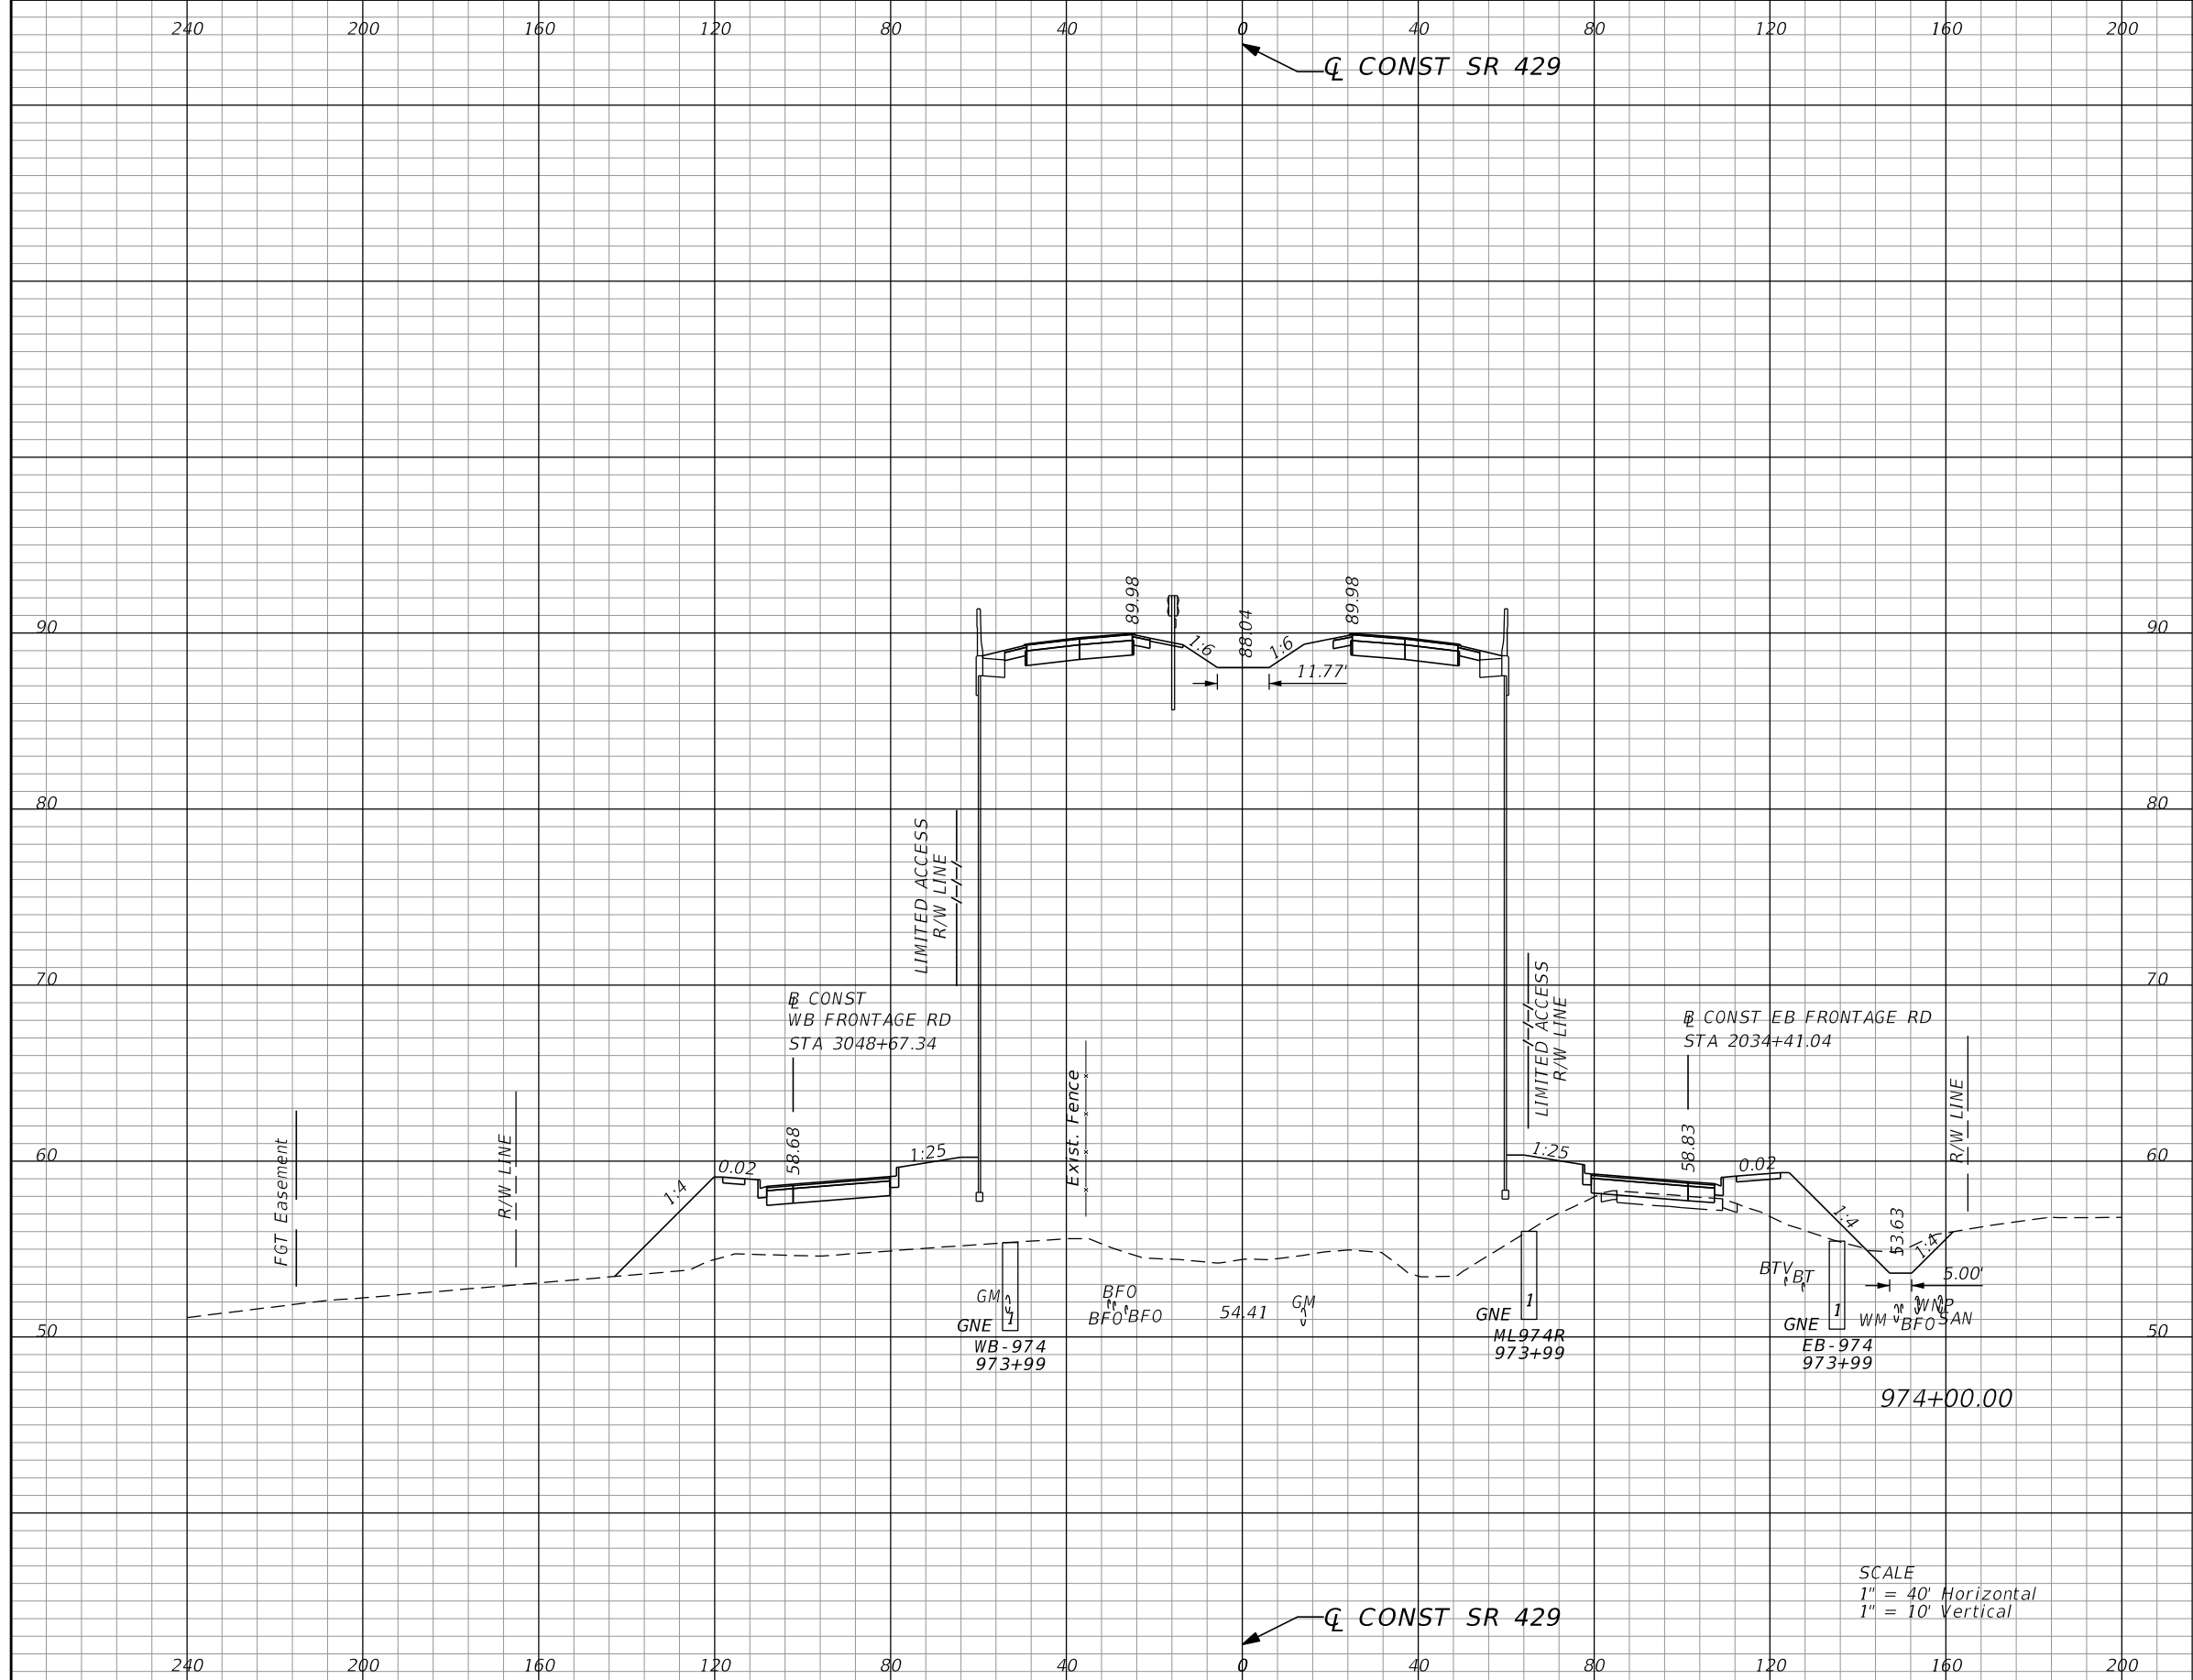 240 200 160 120 80 40 0 40 80 120 160 200
℄ CONST SR 429
89.98
89.98
88.04
90
90
1:6
1:6
11.77'
80
80
LIMITED ACCESS
R/W LINE
70
70
LIMITED ACCESS
R/W LINE
BL CONST
WB FRONTAGE RD
STA 3048+67.34
BL CONST EB FRONTAGE RD
STA 2034+41.04
Exist. Fence
R/W LINE
FGT Easement
R/W LINE
58.68
58.83
60
60
0.02
1:25
1:25
0.02
1:4
1:4
53.63
1:4
5.00'
BTV
BT
GM
BFO
BFO
BFO
54.41
GM
WNP
WM
BFO
SAN
GNE
1
GNE
1
GNE
1
50
50
WB-974
973+99
ML974R
973+99
EB-974
973+99
974+00.00
SCALE
1" = 40' Horizontal
1" = 10' Vertical
℄ CONST SR 429
240 200 160 120 80 40 0 40 80 120 160 200